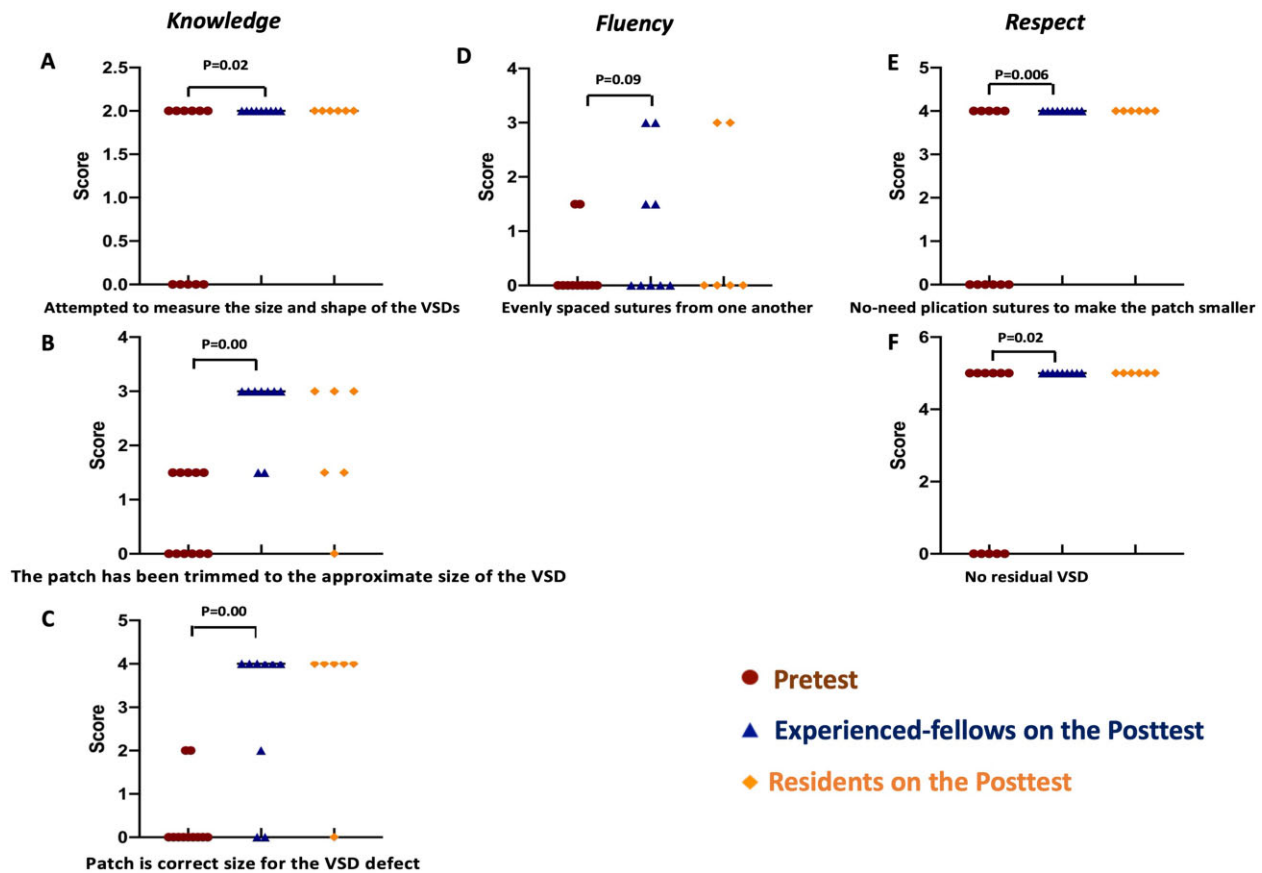 Knowledge
Fluency
Respect
A
P=0.02
2.5
2.0
1.5
1.0
0.5
0.0
Score
Attempted to measure the size and shape of the VSDs
D
P=0.09
4
3
2
1
0
Score
Evenly spaced sutures from one another
E
P=0.006
5
4
3
2
1
0
Score
No-need plication sutures to make the patch smaller
B
P=0.00
4
3
2
1
0
Score
The patch has been trimmed to the approximate size of the VSD
F
P=0.02
6
4
2
0
Score
No residual VSD
C
P=0.00
5
4
3
2
1
0
Score
Patch is correct size for the VSD defect
Pretest
Experienced-fellows on the Posttest
Residents on the Posttest